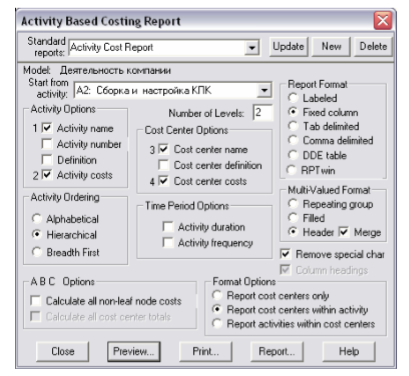 Activity Based Costing Report
Standard reports: Activity Cost Report Update New Delete
Model: Деятельность компании
Start from activity: A2: Сборка и настройка КПК
Number of Levels: 2
Activity Options
1 Activity name
Activity number
Definition
2 Activity costs
Cost Center Options
3 Cost center name
Cost center definition
4 Cost center costs
Report Format
Labeled
Fixed column
Tab delimited
Comma delimited
DDE table
RPTwin
Activity Ordering
Alphabetical
Hierarchical
Breadth First
Time Period Options
Activity duration
Activity frequency
Multi-Valued Format
Repeating group
Filled
Header Merge
Remove special char
Column headings
A B C Options
Calculate all non-leaf node costs
Calculate all cost center totals
Format Options
Report cost centers only
Report cost centers within activity
Report activities within cost centers
Close Preview... Print... Report... Help